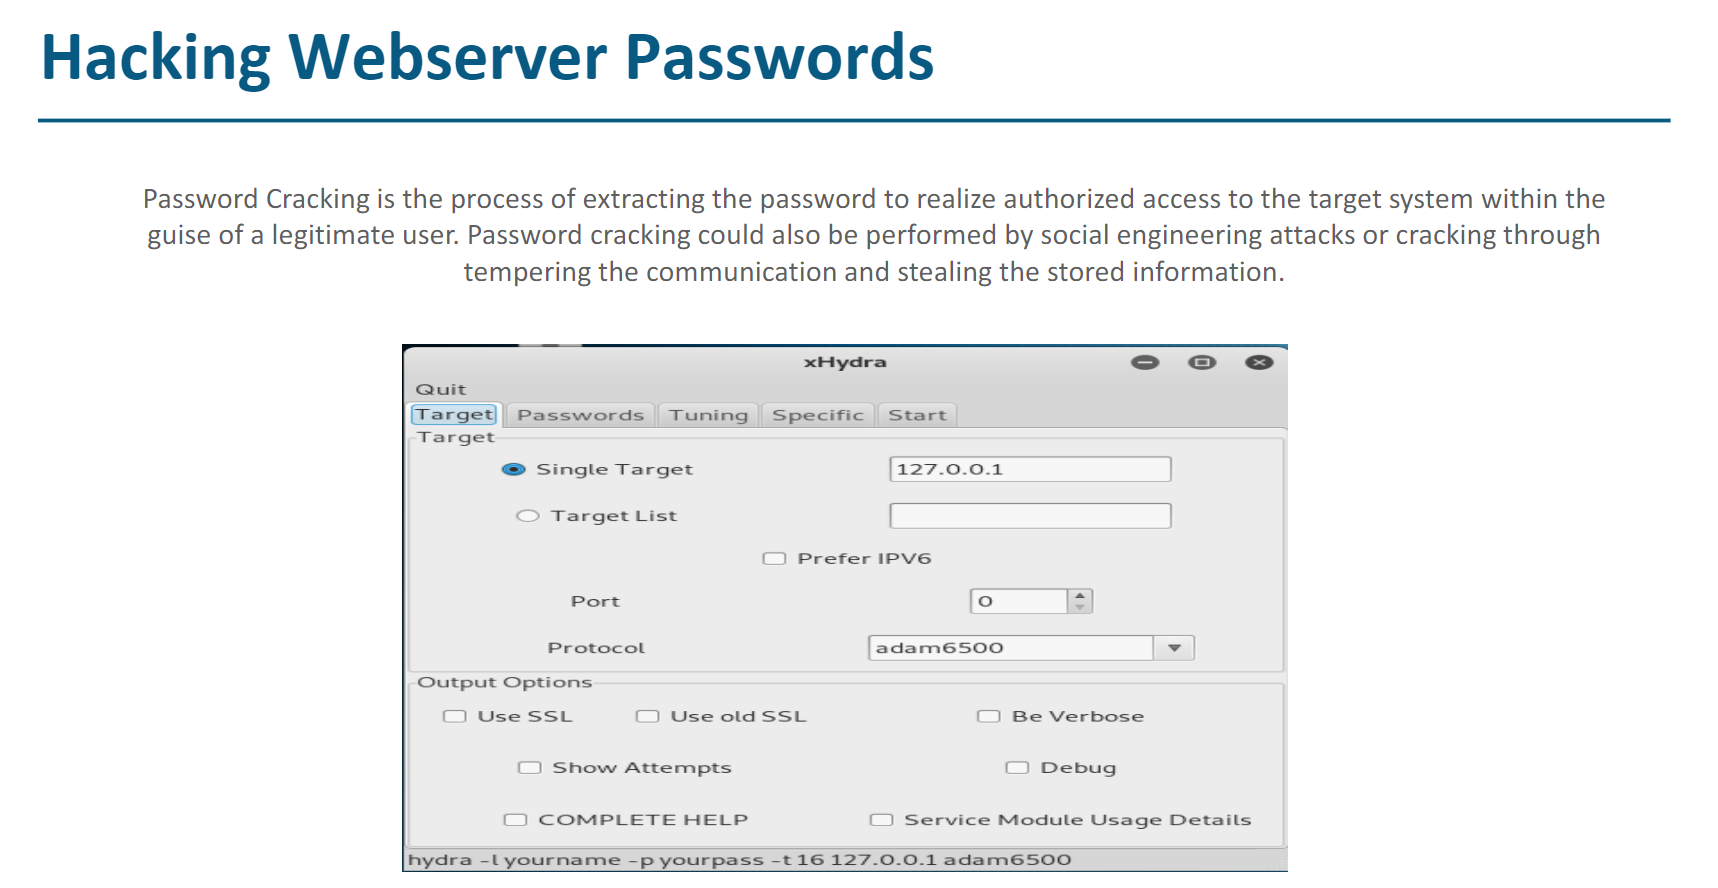 Hacking Webserver Passwords
Password Cracking is the process of extracting the password to realize authorized access to the target system within the
guise of a legitimate user. Password cracking could also be performed by social engineering attacks or cracking through
tempering the communication and stealing the stored information.
xHydra
Quit
Target Passwords Tuning Specific Start
Target
Single Target 127.0.0.1
Target List
Prefer IPV6
Port 0
Protocol adam6500
Output Options
Use SSL Use old SSL Be Verbose
Show Attempts Debug
COMPLETE HELP Service Module Usage Details
hydra -l yourname -p yourpass -t 16 127.0.0.1 adam6500